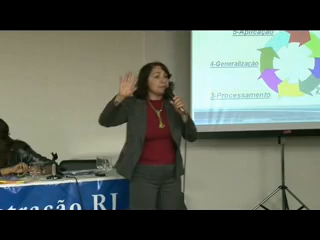 5-Aplicação
4-Generalização
3-Processamento
tração RJ